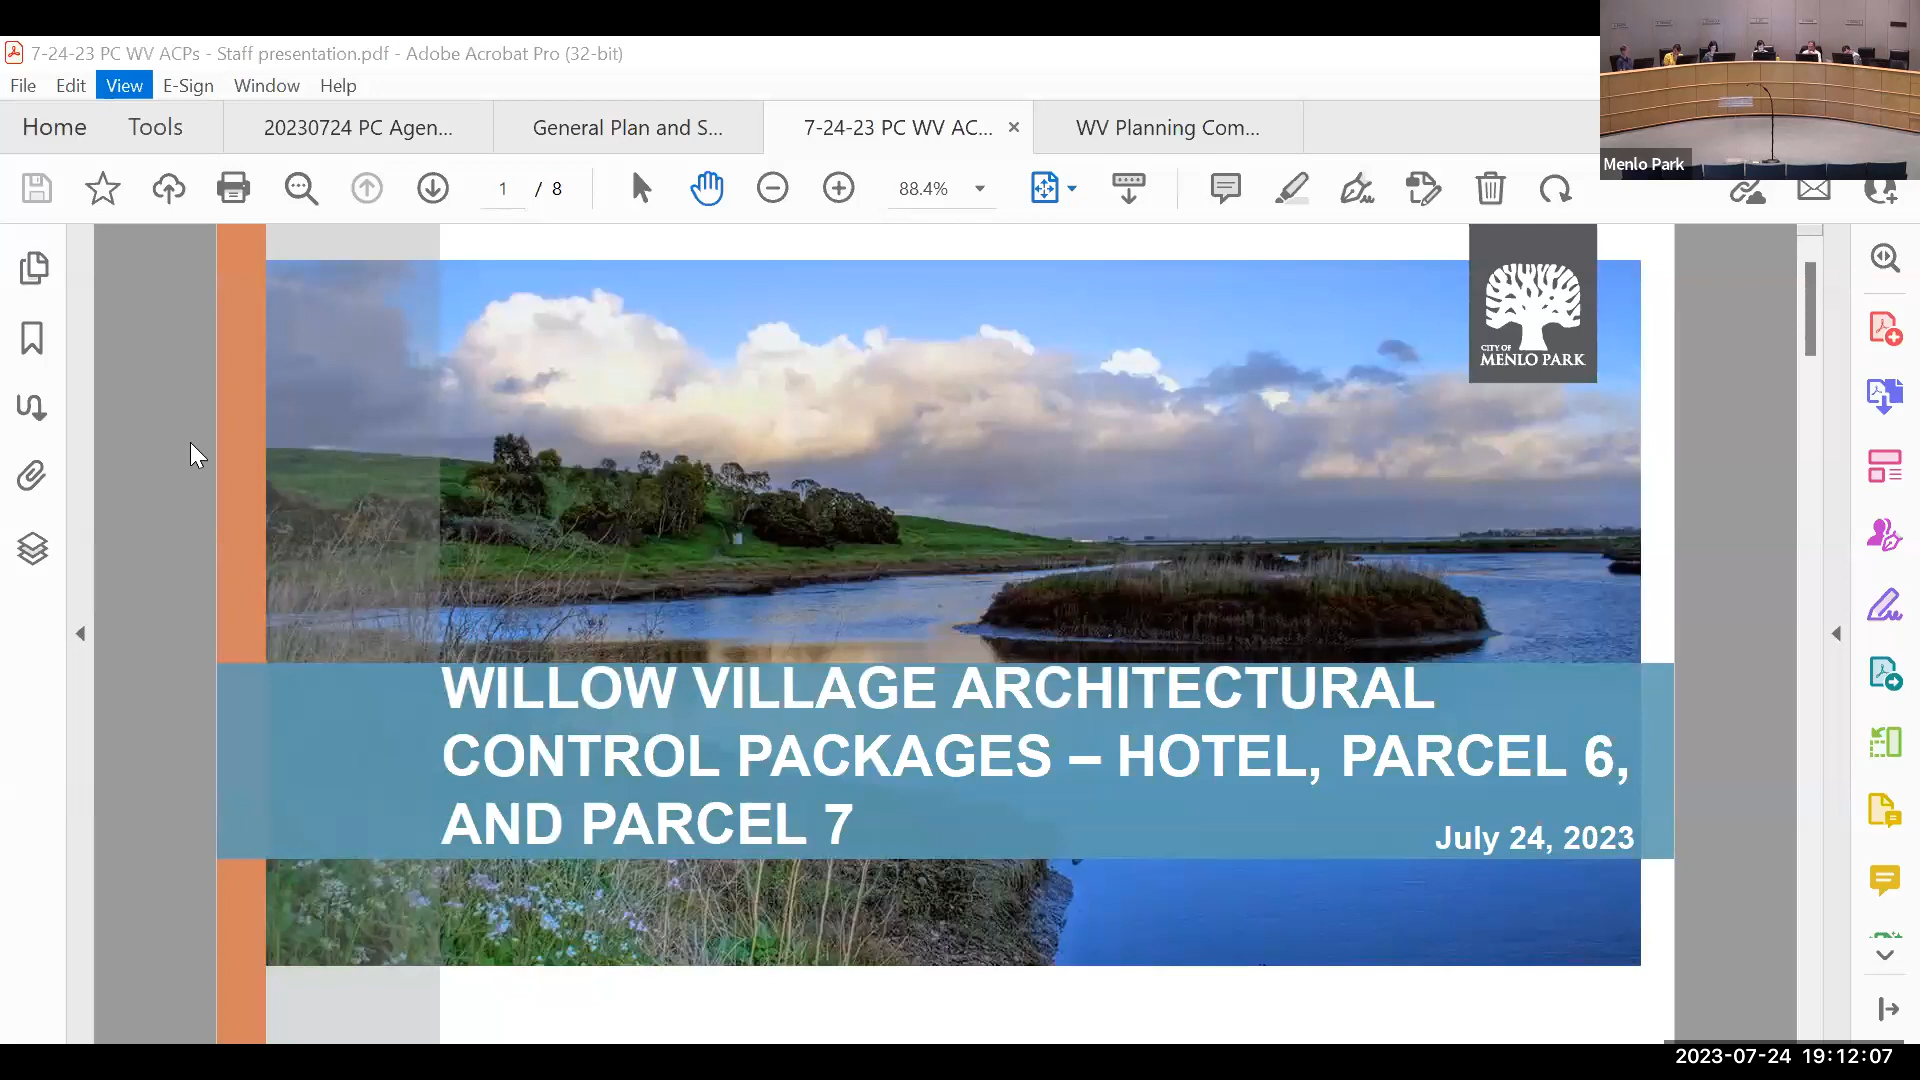 7-24-23 PC WV ACPs - Staff presentation.pdf - Adobe Acrobat Pro (32-bit)
File Edit View E-Sign Window Help
Home Tools 20230724 PC Agen... General Plan and S... 7-24-23 PC WV AC... × WV Planning Com...
Menlo Park
1 / 8 88.4%
CITY OF
MENLO PARK
WILLOW VILLAGE ARCHITECTURAL
CONTROL PACKAGES – HOTEL, PARCEL 6,
AND PARCEL 7
July 24, 2023
2023-07-24 19:12:07